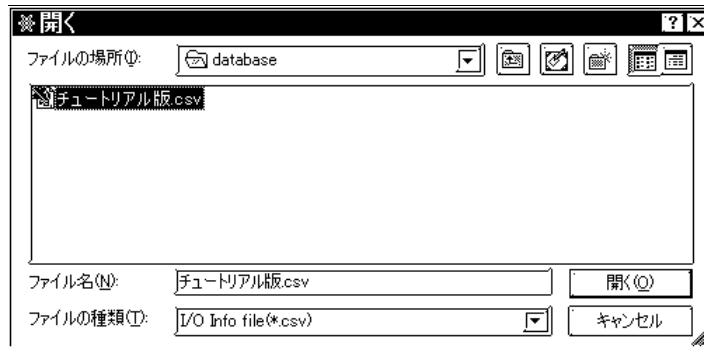 開く
ファイルの場所(I):
database
チュートリアル版.csv
ファイル名(N):
チュートリアル版.csv
開く(O)
ファイルの種類(T):
I/O Info file(*.csv)
キャンセル